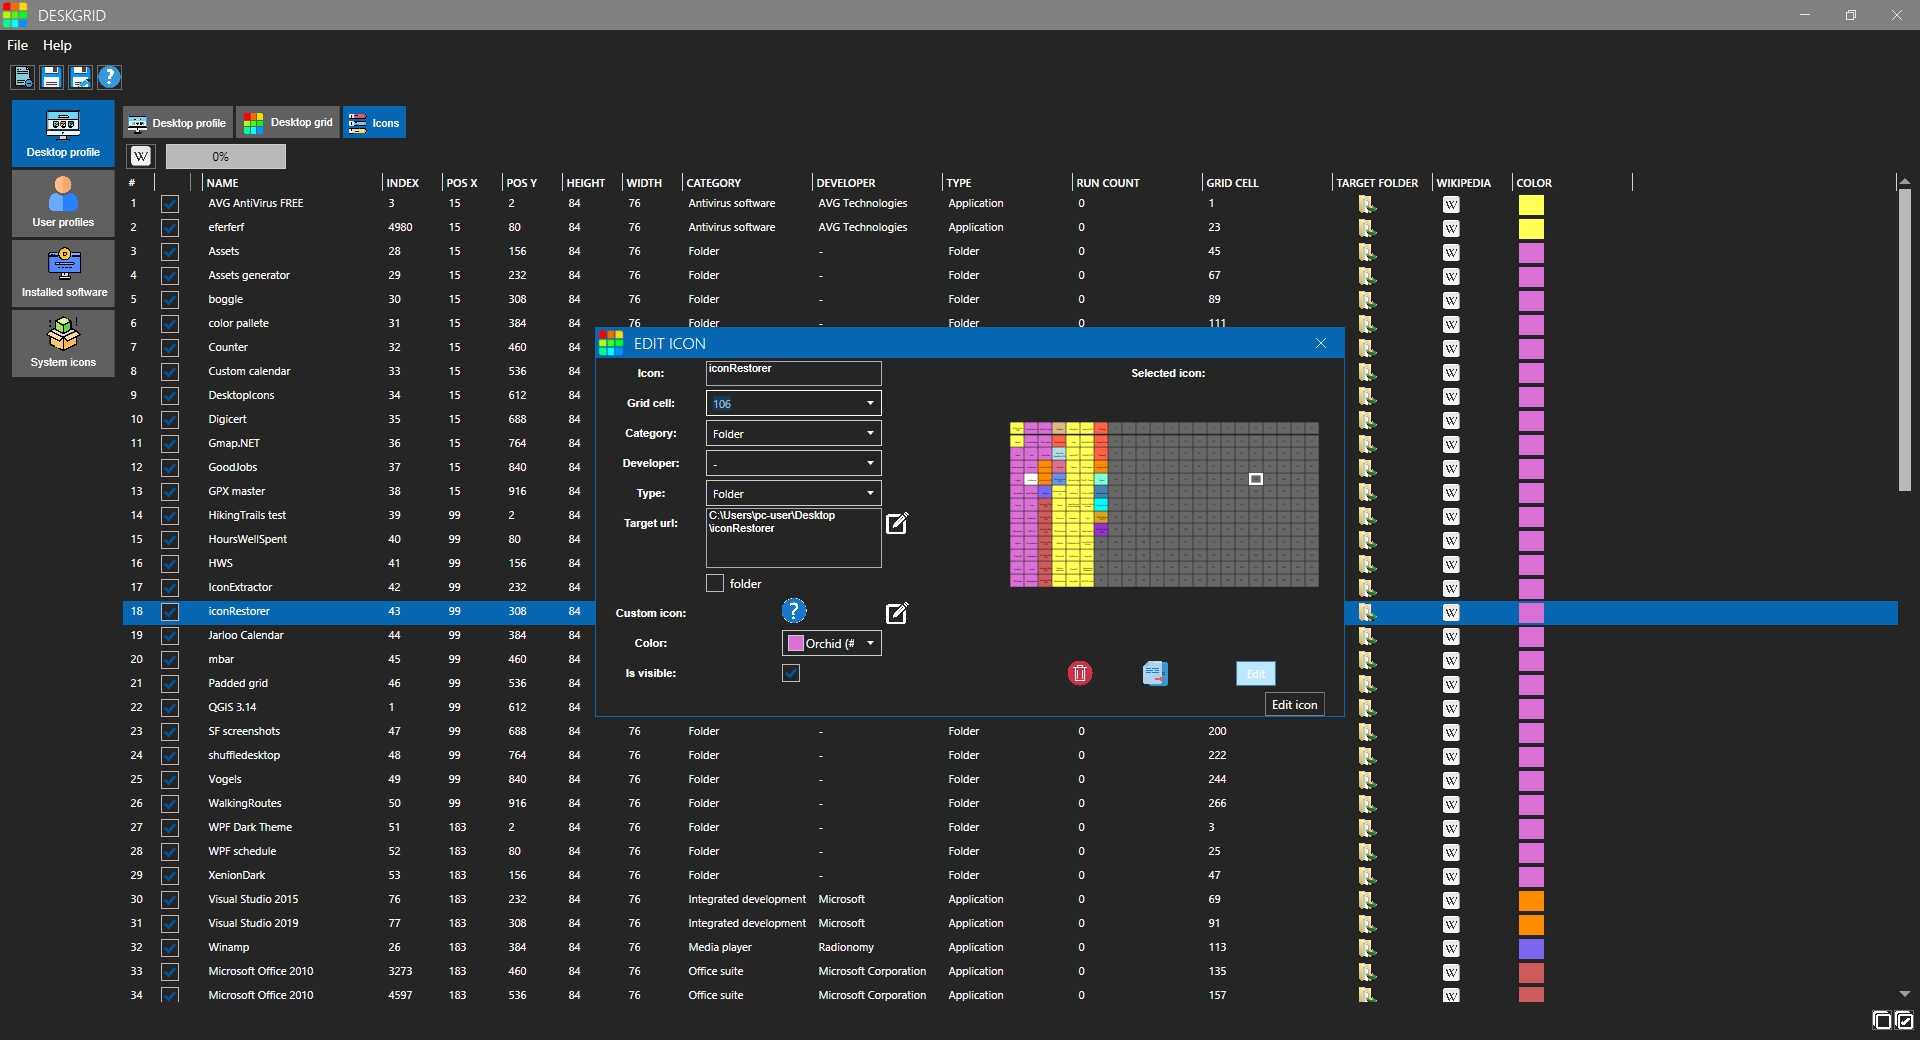 DESKGRID
File Help
Desktop profile Desktop grid Icons
Desktop profile
User profiles
Installed software
System icons
W 0%
# NAME INDEX POS X POS Y HEIGHT WIDTH CATEGORY DEVELOPER TYPE RUN COUNT GRID CELL TARGET FOLDER WIKIPEDIA COLOR
1 AVG AntiVirus FREE 3 15 2 84 76 Antivirus software AVG Technologies Application 0 1 W
2 eferferf 4980 15 80 84 76 Antivirus software AVG Technologies Application 0 23 W
3 Assets 28 15 156 84 76 Folder - Folder 0 45 W
4 Assets generator 29 15 232 84 76 Folder - Folder 0 67 W
5 boggle 30 15 308 84 76 Folder - Folder 0 89 W
6 color pallete 31 15 384 84 76 Folder - Folder 0 111 W
7 Counter 32 15 460 84 W
8 Custom calendar 33 15 536 84 W
9 DesktopIcons 34 15 612 84 W
10 Digicert 35 15 688 84 W
11 Gmap.NET 36 15 764 84 W
12 GoodJobs 37 15 840 84 W
13 GPX master 38 15 916 84 W
14 HikingTrails test 39 99 2 84 W
15 HoursWellSpent 40 99 80 84 W
16 HWS 41 99 156 84 W
17 IconExtractor 42 99 232 84 W
18 iconRestorer 43 99 308 84 W
19 Jarloo Calendar 44 99 384 84 W
20 mbar 45 99 460 84 W
21 Padded grid 46 99 536 84 W
22 QGIS 3.14 1 99 612 84 W
23 SF screenshots 47 99 688 84 76 Folder - Folder 0 200 W
24 shuffledesktop 48 99 764 84 76 Folder - Folder 0 222 W
25 Vogels 49 99 840 84 76 Folder - Folder 0 244 W
26 WalkingRoutes 50 99 916 84 76 Folder - Folder 0 266 W
27 WPF Dark Theme 51 183 2 84 76 Folder - Folder 0 3 W
28 WPF schedule 52 183 80 84 76 Folder - Folder 0 25 W
29 XenionDark 53 183 156 84 76 Folder - Folder 0 47 W
30 Visual Studio 2015 76 183 232 84 76 Integrated development Microsoft Application 0 69 W
31 Visual Studio 2019 77 183 308 84 76 Integrated development Microsoft Application 0 91 W
32 Winamp 26 183 384 84 76 Media player Radionomy Application 0 113 W
33 Microsoft Office 2010 3273 183 460 84 76 Office suite Microsoft Corporation Application 0 135 W
34 Microsoft Office 2010 4597 183 536 84 76 Office suite Microsoft Corporation Application 0 157 W
EDIT ICON
Icon: iconRestorer Selected icon:
Grid cell: 106
Category: Folder
Developer: -
Type: Folder
Target url: C:\Users\pc-user\Desktop
\iconRestorer
folder
Custom icon: ?
Color: Orchid (#
Is visible: Edit
Edit icon